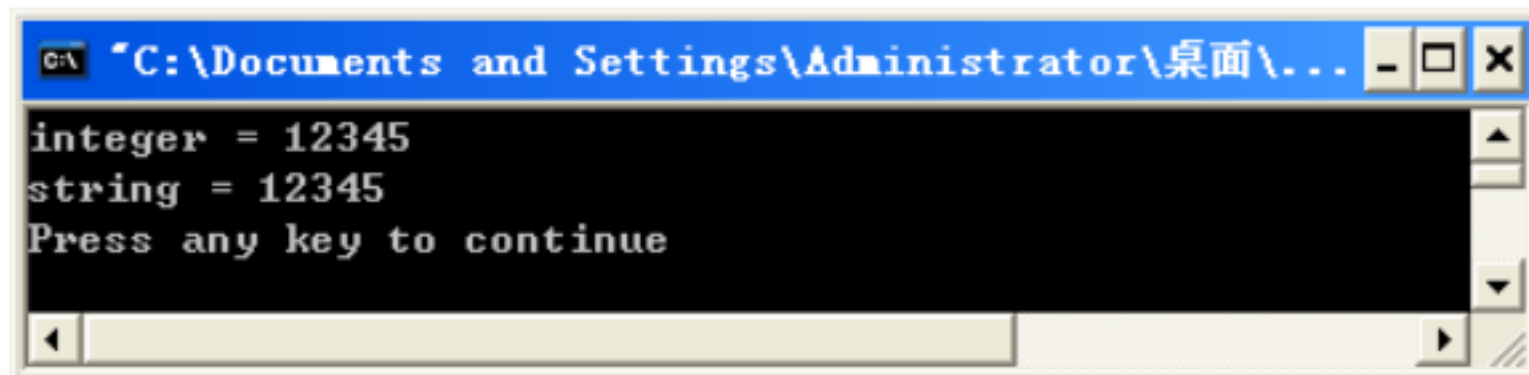 "C:\Documents and Settings\Administrator\桌面\...
integer = 12345
string = 12345
Press any key to continue